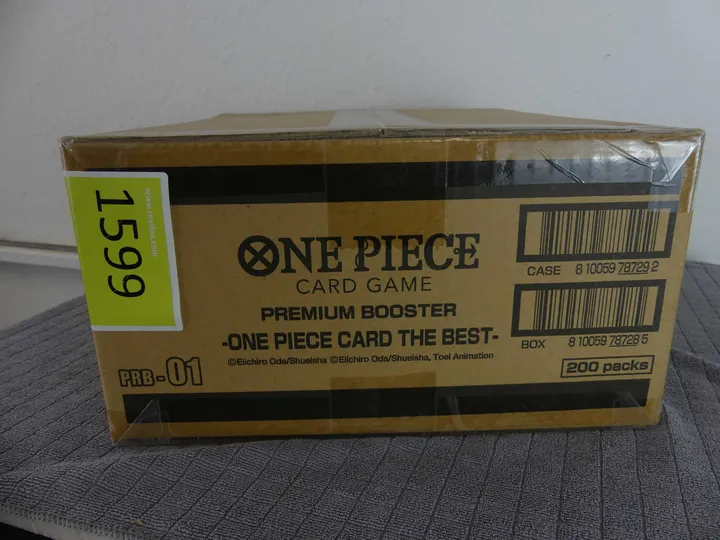 1599
ONE PIECE
CARD GAME
PREMIUM BOOSTER
-ONE PIECE CARD THE BEST-
©Eiichiro Oda/Shueisha ©Eiichiro Oda/Shueisha, Toei Animation
PRB-01
CASE 8 10059 78729 2
BOX 8 10059 78728 5
200 packs